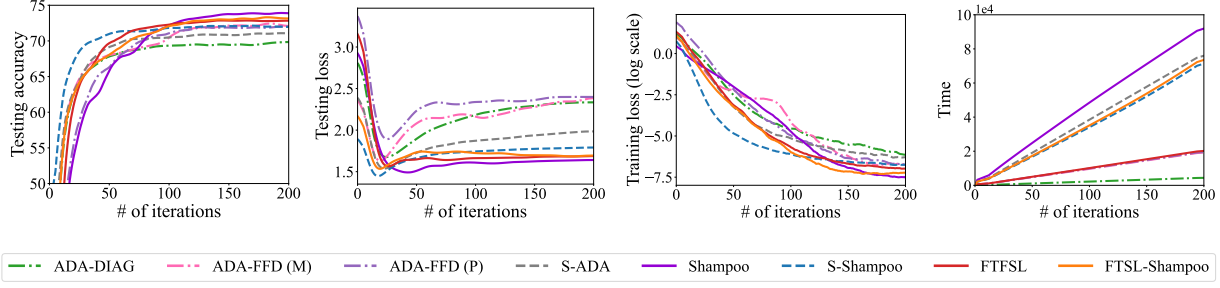 Testing accuracy
75
70
65
60
55
50
0 50 100 150 200
# of iterations
Testing loss
3.0
2.5
2.0
1.5
0 50 100 150 200
# of iterations
Training loss (log scale)
0.0
−2.5
−5.0
−7.5
0 50 100 150 200
# of iterations
1e4
Time
10
8
6
4
2
0
0 50 100 150 200
# of iterations
ADA-DIAG ADA-FFD (M) ADA-FFD (P) S-ADA Shampoo S-Shampoo FTFSL FTSL-Shampoo